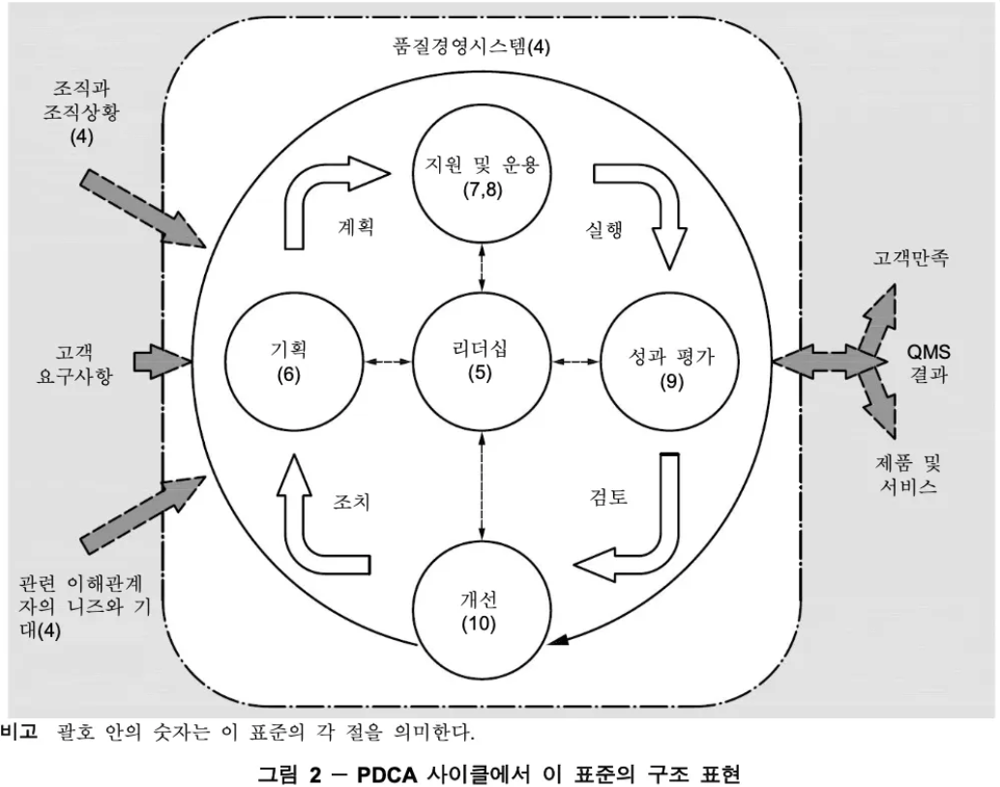 품질경영시스템(4)
조직과
조직상황
(4)
지원 및 운용
(7,8)
계획
실행
고객
요구사항
기획
(6)
리더십
(5)
성과 평가
(9)
고객만족
QMS
결과
제품 및
서비스
조치
검토
관련 이해관계
자의 니즈와 기
대(4)
개선
(10)
비고 괄호 안의 숫자는 이 표준의 각 절을 의미한다.
그림 2 － PDCA 사이클에서 이 표준의 구조 표현